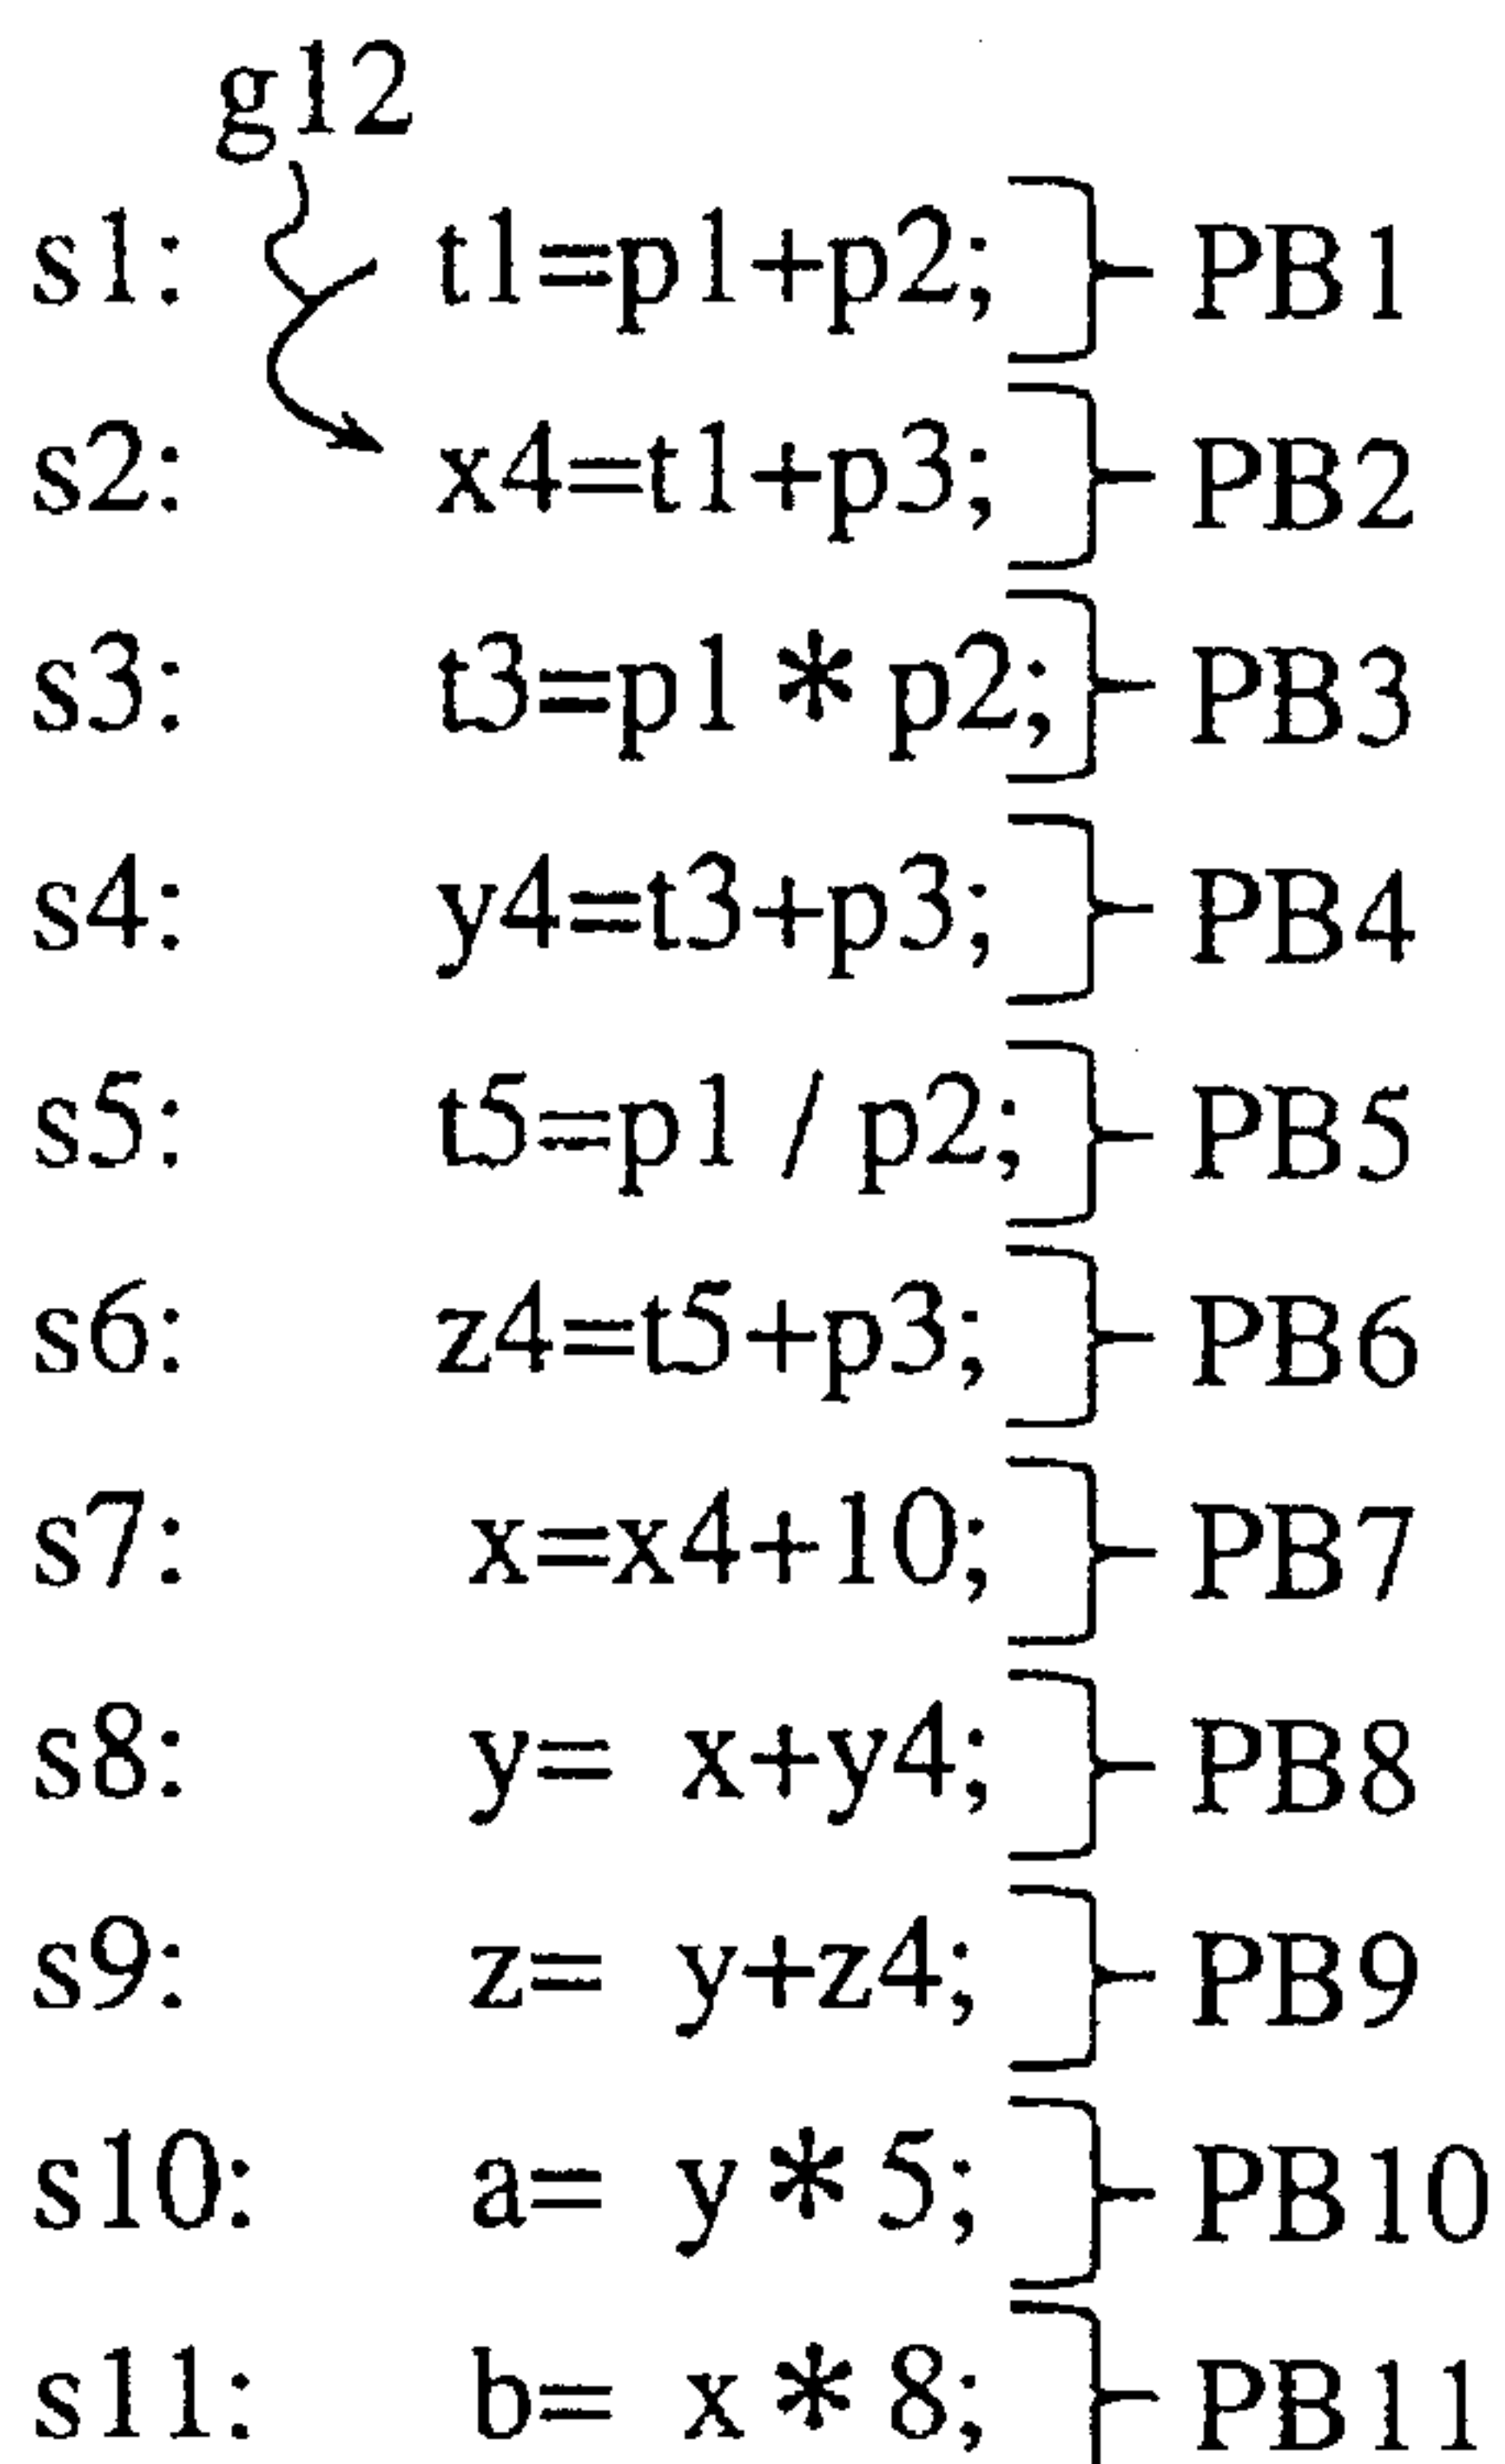 g12
s1: t1=p1+p2; PB1
s2: x4=t1+p3; PB2
s3: t3=p1 * p2; PB3
s4: y4=t3+p3; PB4
s5: t5=p1 / p2; PB5
s6: z4=t5+p3; PB6
s7: x=x4+10; PB7
s8: y= x+y4; PB8
s9: z= y+z4; PB9
s10: a= y * 5; PB10
s11: b= x * 8; PB11